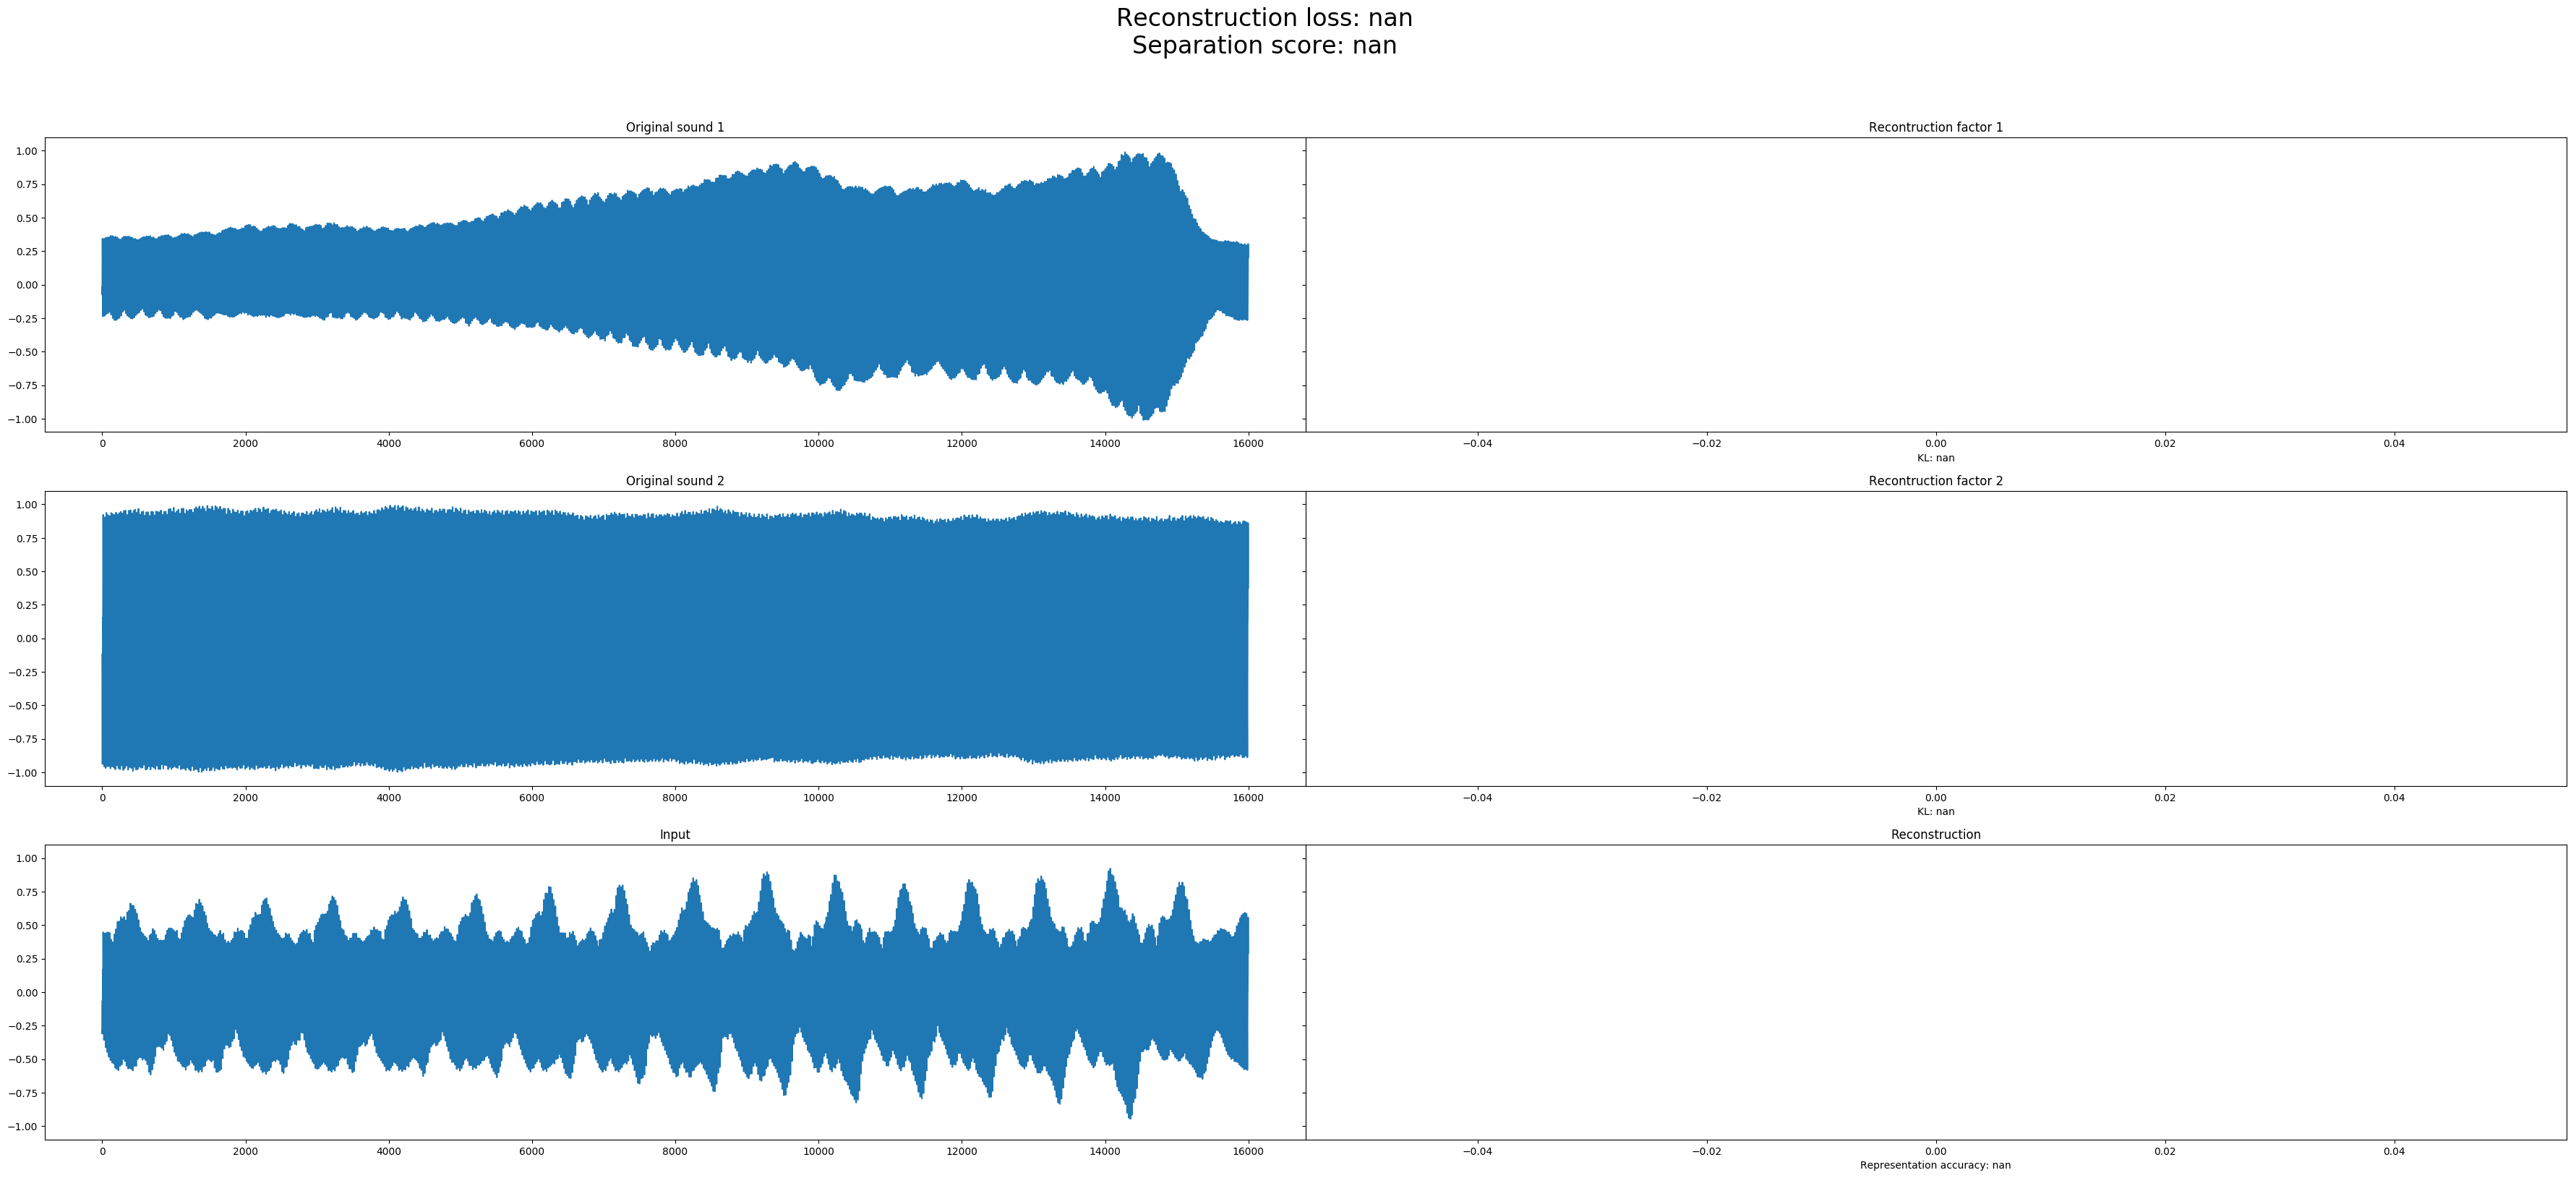 Reconstruction loss: nan
Separation score: nan
Original sound 1
Recontruction factor 1
1.00
0.75
0.50
0.25
0.00
−0.25
−0.50
−0.75
−1.00
0 2000 4000 6000 8000 10000 12000 14000 16000
−0.04 −0.02 0.00 0.02 0.04
KL: nan
Original sound 2
Recontruction factor 2
1.00
0.75
0.50
0.25
0.00
−0.25
−0.50
−0.75
−1.00
0 2000 4000 6000 8000 10000 12000 14000 16000
−0.04 −0.02 0.00 0.02 0.04
KL: nan
Input
Reconstruction
1.00
0.75
0.50
0.25
0.00
−0.25
−0.50
−0.75
−1.00
0 2000 4000 6000 8000 10000 12000 14000 16000
−0.04 −0.02 0.00 0.02 0.04
Representation accuracy: nan